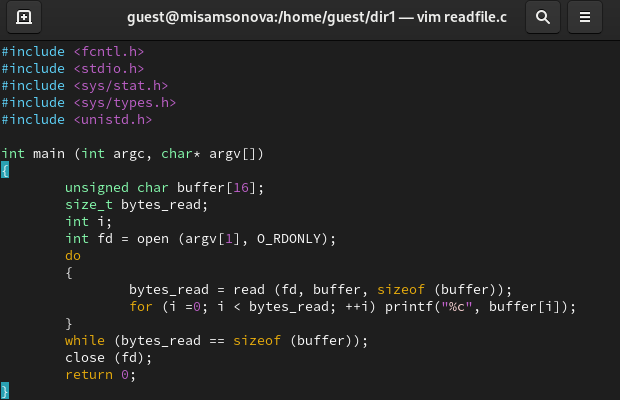 guest@misamsonova:/home/guest/dir1 — vim readfile.c
#include <fcntl.h>
#include <stdio.h>
#include <sys/stat.h>
#include <sys/types.h>
#include <unistd.h>

int main (int argc, char* argv[])
{
        unsigned char buffer[16];
        size_t bytes_read;
        int i;
        int fd = open (argv[1], O_RDONLY);
        do
        {
                bytes_read = read (fd, buffer, sizeof (buffer));
                for (i =0; i < bytes_read; ++i) printf("%c", buffer[i]);
        }
        while (bytes_read == sizeof (buffer));
        close (fd);
        return 0;
}